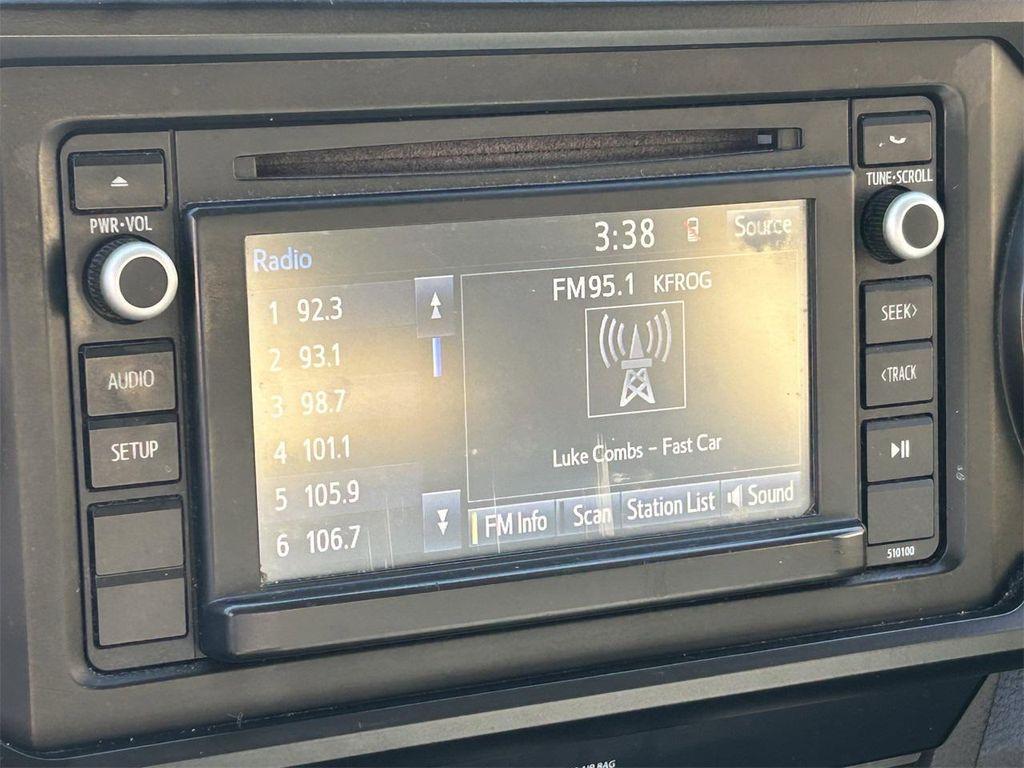 PWR•VOL
AUDIO
SETUP
Radio
3:38
Source
1 92.3
2 93.1
3 98.7
4 101.1
5 105.9
6 106.7
FM95.1 KFROG
Luke Combs - Fast Car
FM Info
Scan
Station List
Sound
TUNE•SCROLL
SEEK>
<TRACK
510100
AIR BAG